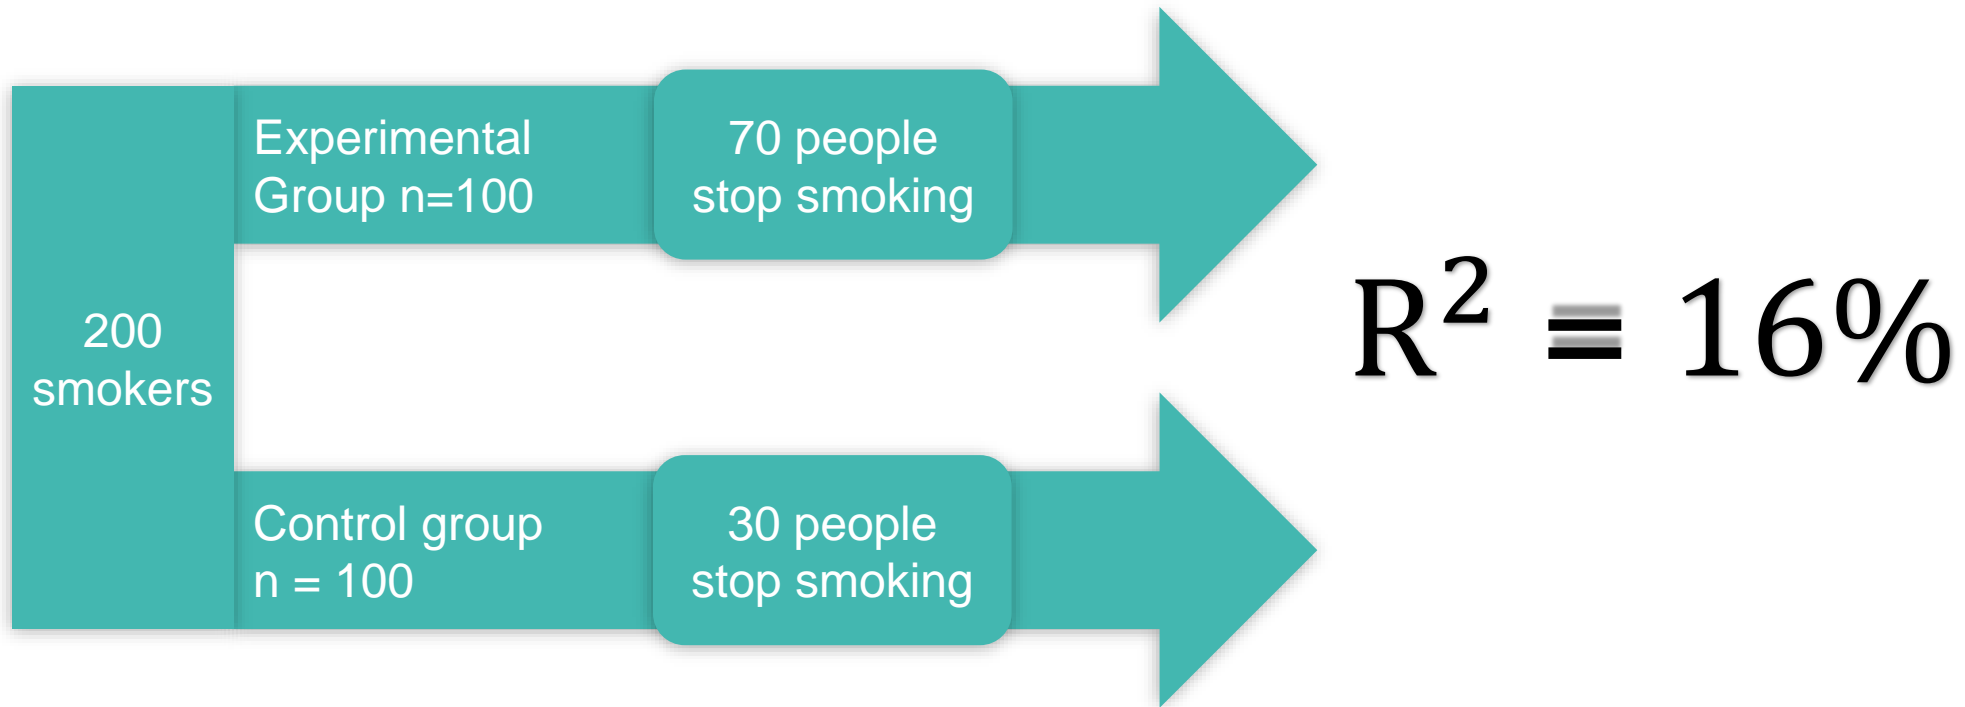 200
smokers
Experimental
Group n=100
70 people
stop smoking
Control group
n = 100
30 people
stop smoking
R² = 16%